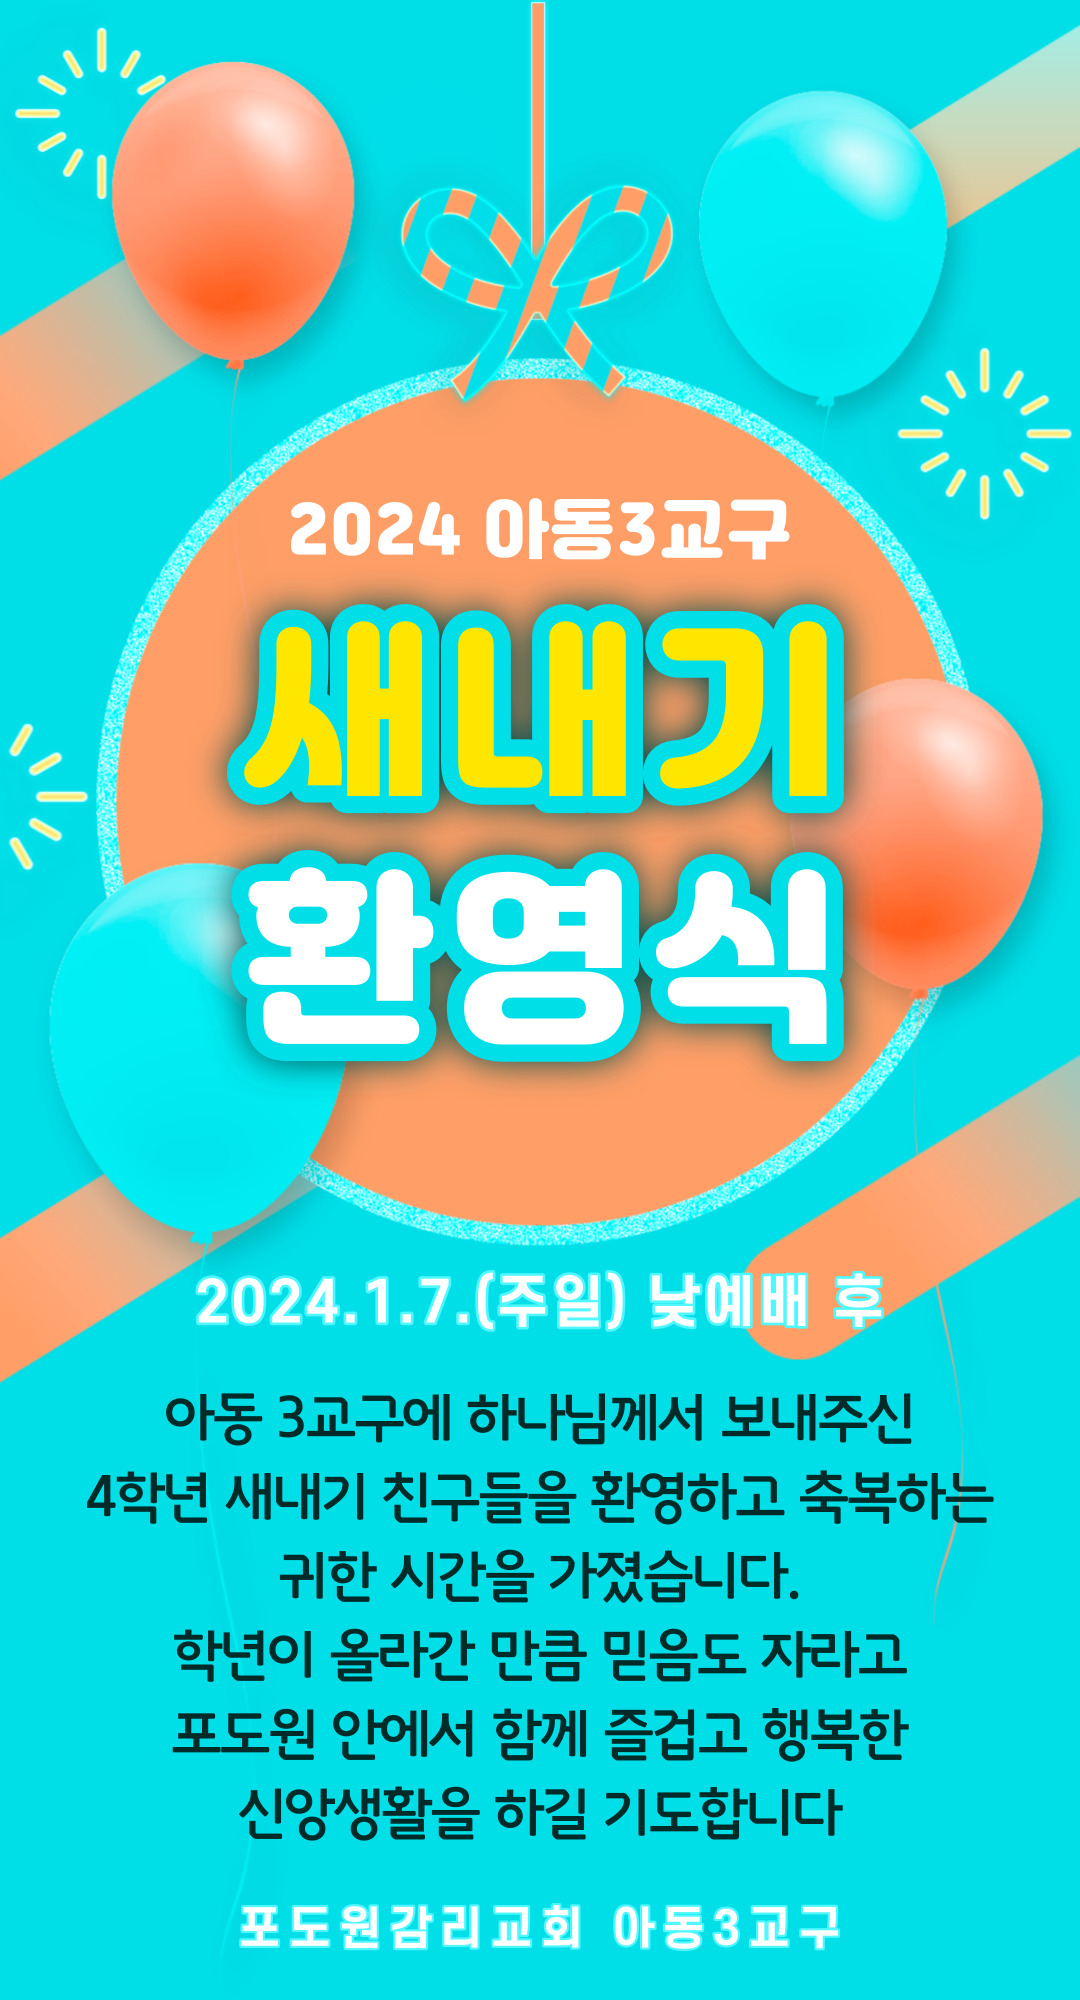 2024 아동3교구
새내기
환영식
2024.1.7.(주일) 낮예배 후
아동 3교구에 하나님께서 보내주신
4학년 새내기 친구들을 환영하고 축복하는
귀한 시간을 가졌습니다.
학년이 올라간 만큼 믿음도 자라고
포도원 안에서 함께 즐겁고 행복한
신앙생활을 하길 기도합니다
포도원감리교회 아동3교구